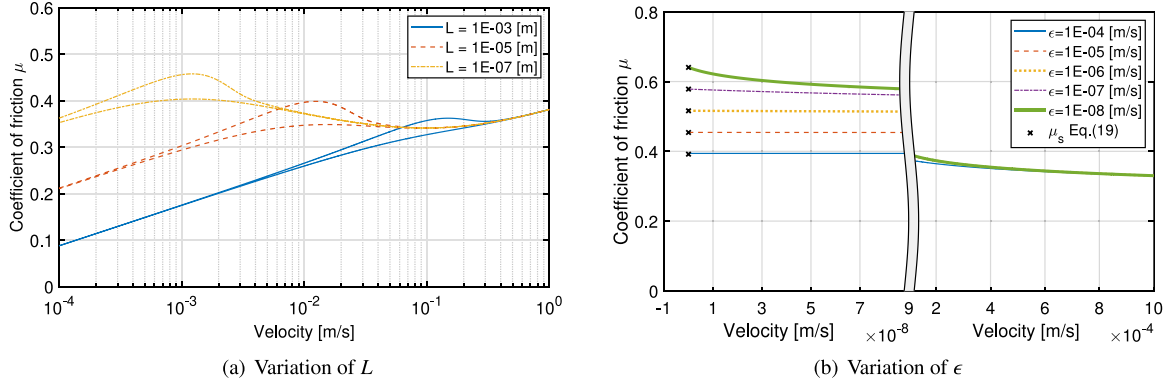 0.6
0.5
0.4
0.3
0.2
0.1
0
Coefficient of friction μ
L = 1E-03 [m]
L = 1E-05 [m]
L = 1E-07 [m]
10^-4 10^-3 10^-2 10^-1 10^0
Velocity [m/s]
(a) Variation of L
0.8
0.6
0.4
0.2
0
Coefficient of friction μ
ϵ=1E-04 [m/s]
ϵ=1E-05 [m/s]
ϵ=1E-06 [m/s]
ϵ=1E-07 [m/s]
ϵ=1E-08 [m/s]
μ_s Eq.(19)
-1 1 3 5 7 9 2 4 6 8 10
Velocity [m/s] ×10^-8 Velocity [m/s] ×10^-4
(b) Variation of ϵ